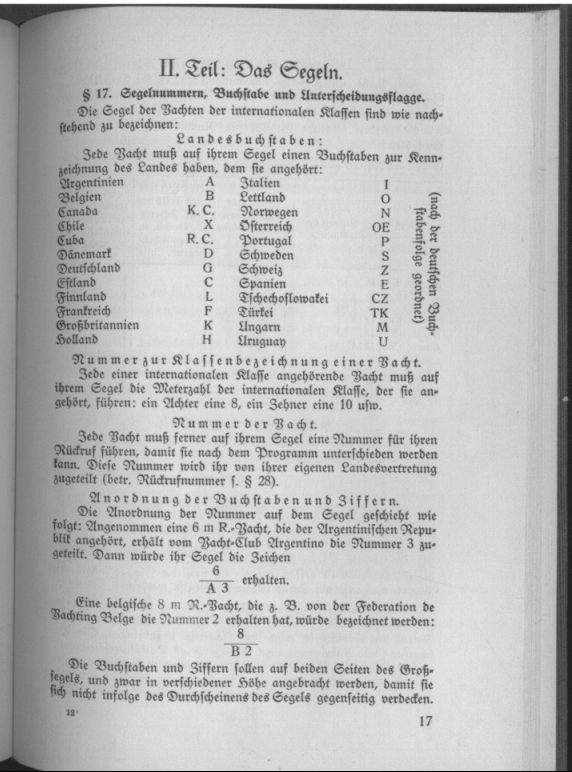 II. Teil: Das Segeln.
§ 17. Segelnummern, Buchstabe und Unterscheidungsflagge.
Die Segel der Yachten der internationalen Klassen sind wie nach-
stehend zu bezeichnen:
Landesbuchstaben:
Jede Yacht muß auf ihrem Segel einen Buchstaben zur Kenn-
zeichnung des Landes haben, dem sie angehört:
Argentinien A Italien I
Belgien B Lettland O
Canada K. C. Norwegen N
Chile X Österreich OE
Cuba R. C. Portugal P
Dänemark D Schweden S
Deutschland G Schweiz Z
Estland C Spanien E
Finnland L Tschechoslowakei CZ
Frankreich F Türkei TK
Großbritannien K Ungarn M
Holland H Uruguay U
(nach der deutschen Buch-
stabenfolge geordnet)
Nummer zur Klassenbezeichnung einer Yacht.
Jede einer internationalen Klasse angehörende Yacht muß auf
ihrem Segel die Meterzahl der internationalen Klasse, der sie an-
gehört, führen: ein Achter eine 8, ein Zehner eine 10 usw.
Nummer der Yacht.
Jede Yacht muß ferner auf ihrem Segel eine Nummer für ihren
Rückruf führen, damit sie nach dem Programm unterschieden werden
kann. Diese Nummer wird ihr von ihrer eigenen Landesvertretung
zugeteilt (betr. Rückrufnummer s. § 28).
Anordnung der Buchstaben und Ziffern.
Die Anordnung der Nummer auf dem Segel geschieht wie
folgt: Angenommen eine 6 m R.-Yacht, die der Argentinischen Repu-
blik angehört, erhält vom Yacht-Club Argentino die Nummer 3 zu-
geteilt. Dann würde ihr Segel die Zeichen
6
A 3 erhalten.
Eine belgische 8 m R.-Yacht, die z. B. von der Federation de
Yachting Belge die Nummer 2 erhalten hat, würde bezeichnet werden:
8
B 2
Die Buchstaben und Ziffern sollen auf beiden Seiten des Groß-
segels, und zwar in verschiedener Höhe angebracht werden, damit sie
sich nicht infolge des Durchscheinens des Segels gegenseitig verdecken.
12*
17